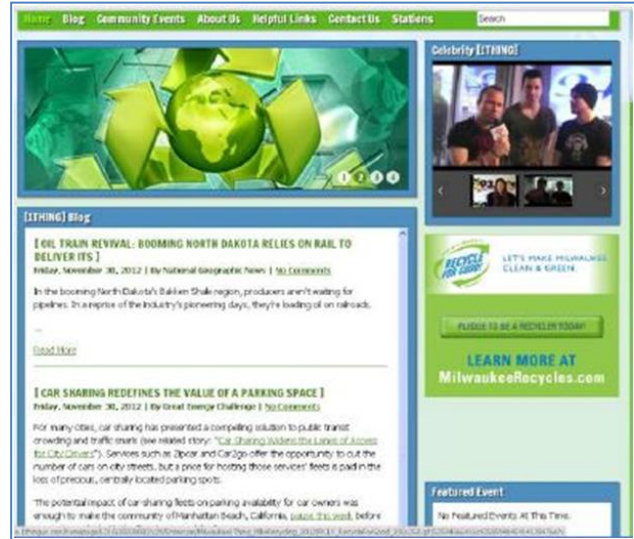 Home Blog Community Events About Us Helpful Links Contact Us Stations Search
1 2 3 4
[1THING] Blog
[ OIL TRAIN REVIVAL: BOOMING NORTH DAKOTA RELIES ON RAIL TO
DELIVER ITS ]
Friday, November 30, 2012 | By National Geographic News | No Comments
In the booming North Dakota's Bakken Shale region, producers aren't waiting for
pipelines. In a reprise of the industry's pioneering days, they're loading oil on railroads.
...
Read More
[ CAR SHARING REDEFINES THE VALUE OF A PARKING SPACE ]
Friday, November 30, 2012 | By Great Energy Challenge | No Comments
For many cities, car sharing has presented a compelling solution to public transit
crowding and traffic snarls (see related story: "Car Sharing Widens the Lanes of Access
for City Drivers"). Services such as Zipcar and Car2go offer the opportunity to cut the
number of cars on city streets, but a price for hosting those services' fleets is paid in the
loss of precious, centrally located parking spots.
The potential impact of car-sharing fleets on parking availability for car owners was
enough to make the community of Manhattan Beach, California, pause this week before
Celebrity [1THING]
RECYCLE
FOR GOOD!
LET'S MAKE MILWAUKEE
CLEAN & GREEN.
PLEDGE TO BE A RECYCLER TODAY!
LEARN MORE AT
MilwaukeeRecycles.com
Featured Event
No Featured Events At This Time.